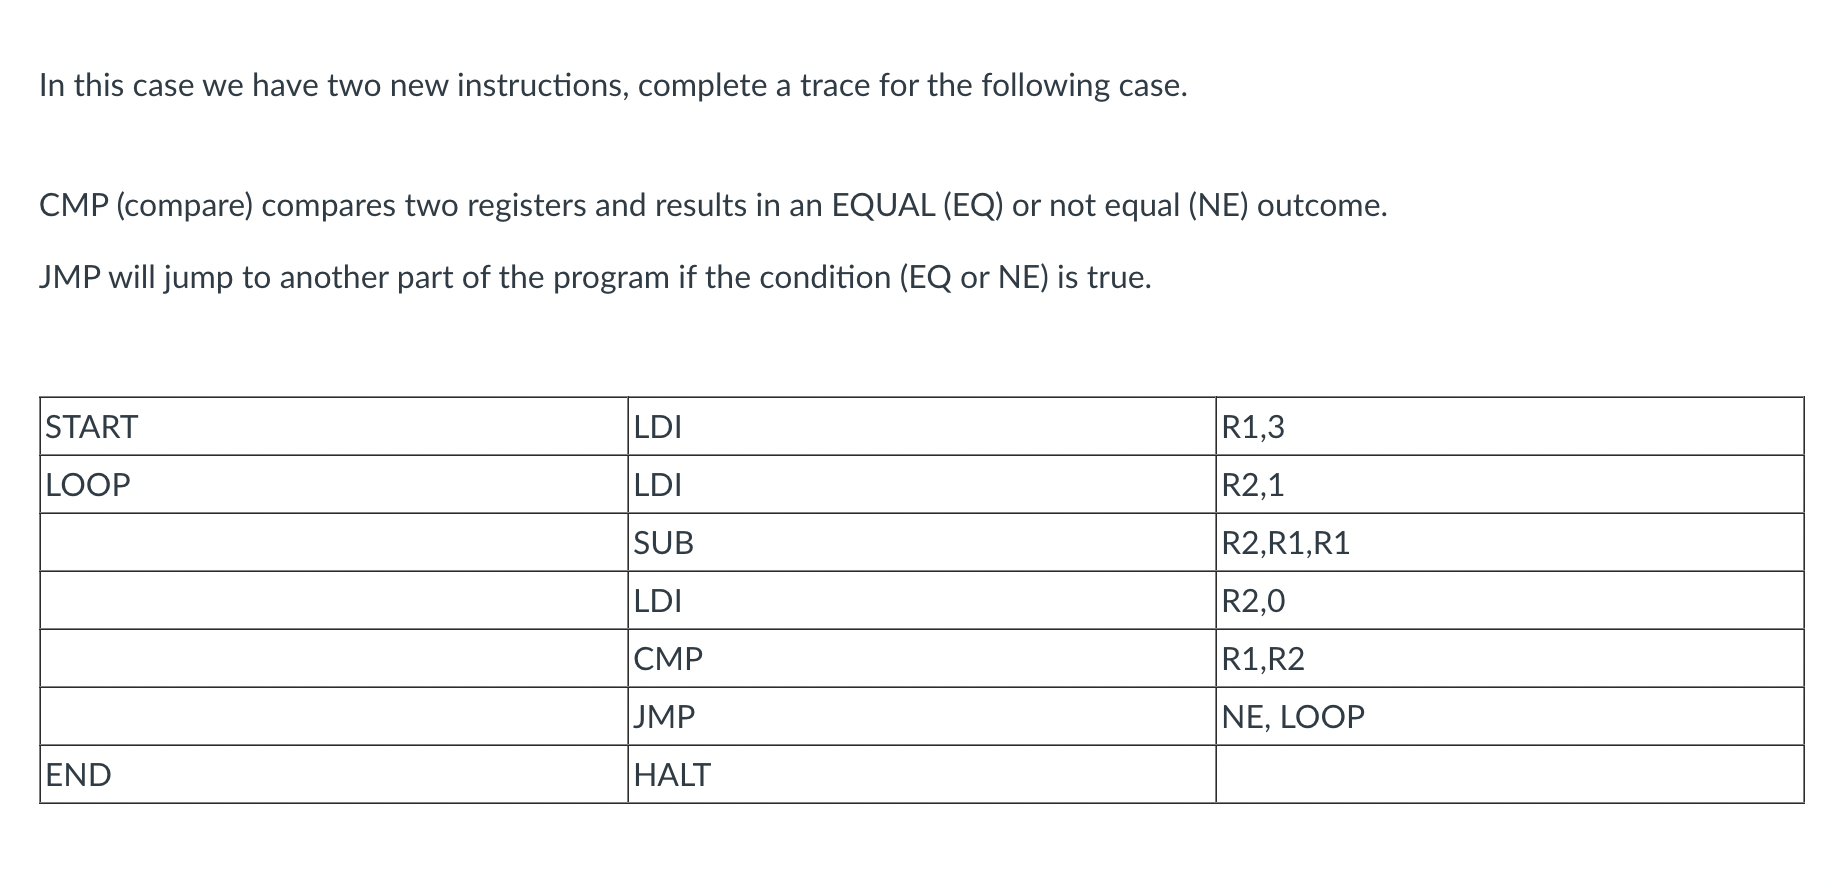 In this case we have two new instructions, complete a trace for the following case.
CMP (compare) compares two registers and results in an EQUAL (EQ) or not equal (NE) outcome.
JMP will jump to another part of the program if the condition (EQ or NE) is true.
START LDI R1,3
LOOP LDI R2,1
SUB R2,R1,R1
LDI R2,0
CMP R1,R2
JMP NE, LOOP
END HALT